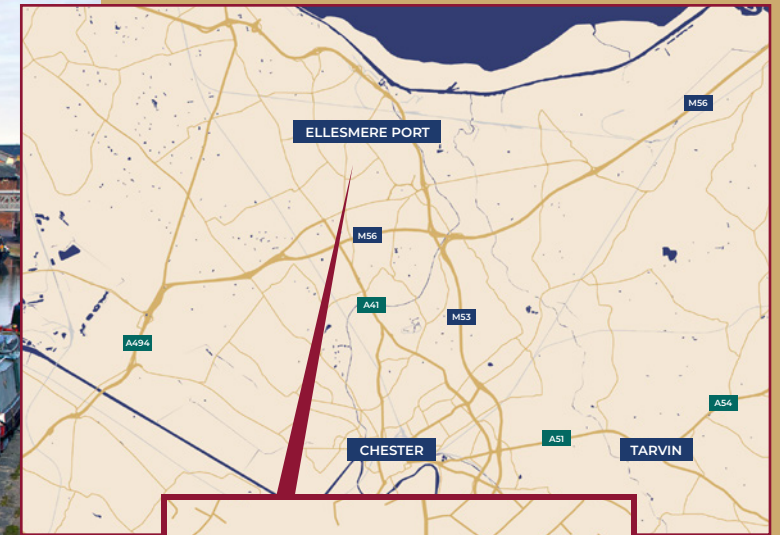 M56
ELLESMERE PORT
M56
A41
M53
A494
A54
A51
CHESTER
TARVIN